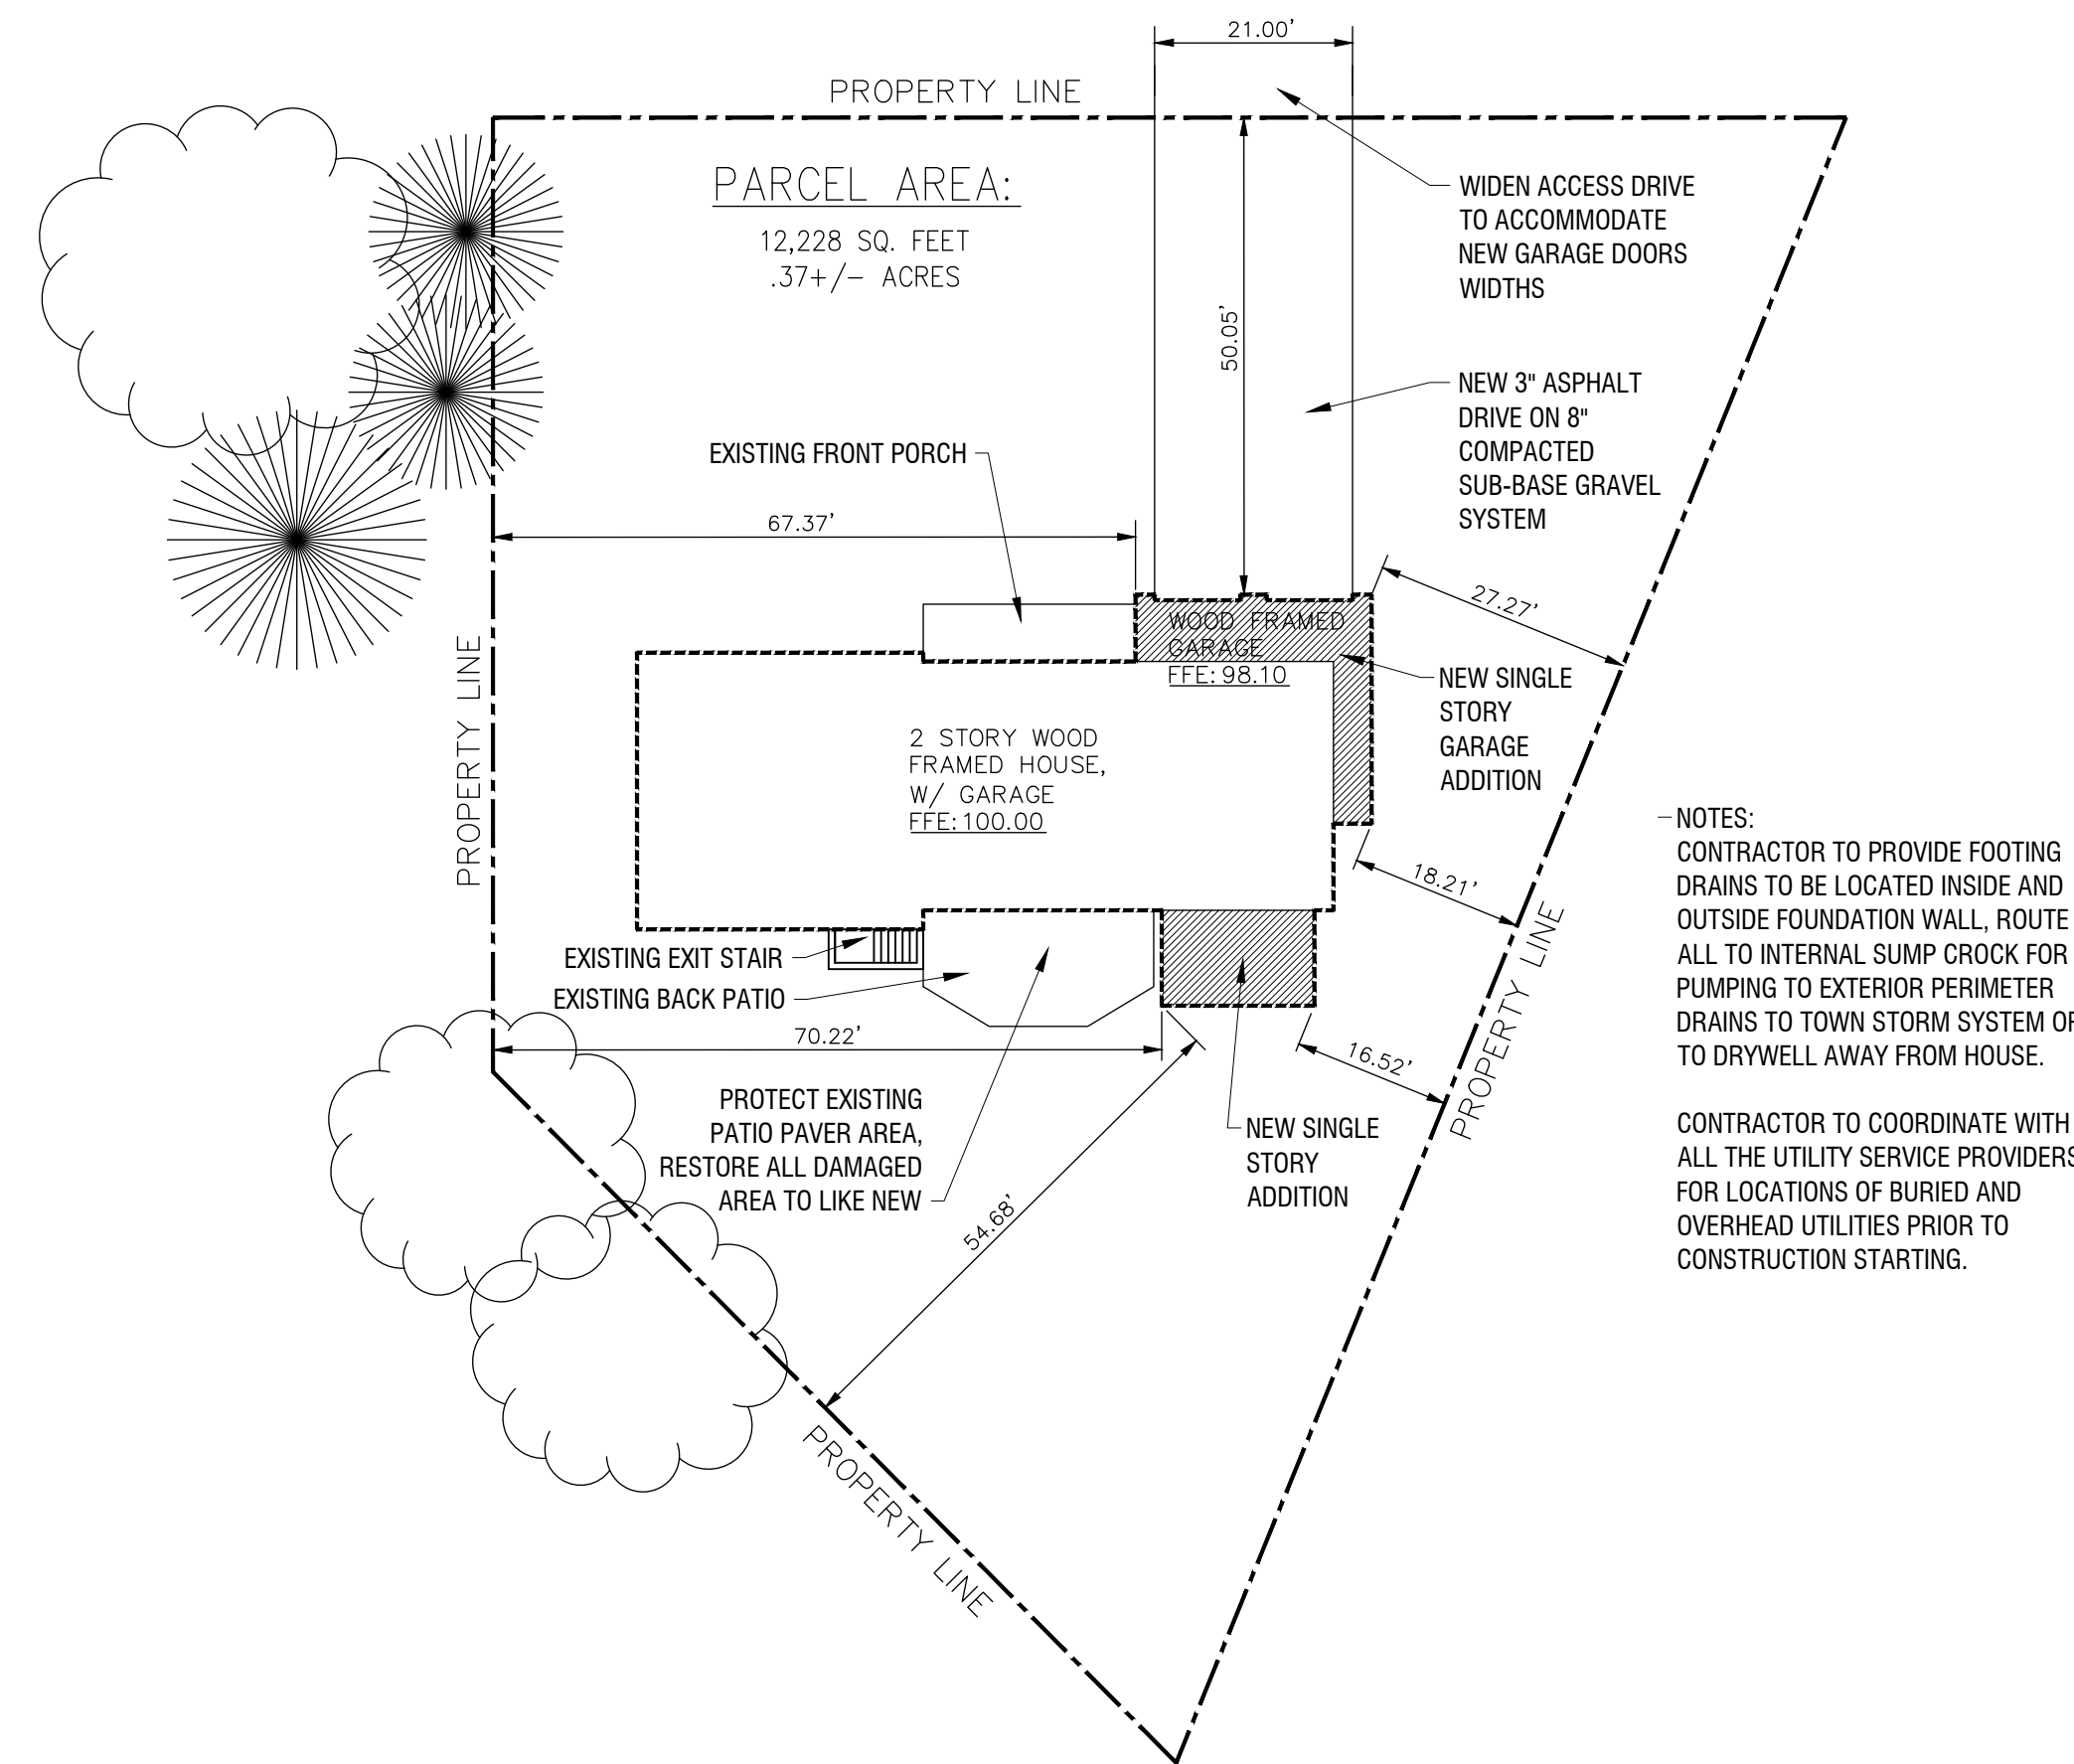 21.00'
PROPERTY LINE
PARCEL AREA:
12,228 SQ. FEET
.37+/- ACRES
WIDEN ACCESS DRIVE
TO ACCOMMODATE
NEW GARAGE DOORS
WIDTHS
50.05'
NEW 3" ASPHALT
DRIVE ON 8"
COMPACTED
SUB-BASE GRAVEL
SYSTEM
EXISTING FRONT PORCH
67.37'
27.27'
WOOD FRAMED
GARAGE
FFE: 98.10
NEW SINGLE
STORY
GARAGE
ADDITION
PROPERTY LINE
2 STORY WOOD
FRAMED HOUSE,
W/ GARAGE
FFE: 100.00
18.21'
NOTES:
CONTRACTOR TO PROVIDE FOOTING
DRAINS TO BE LOCATED INSIDE AND
OUTSIDE FOUNDATION WALL, ROUTE
ALL TO INTERNAL SUMP CROCK FOR
PUMPING TO EXTERIOR PERIMETER
DRAINS TO TOWN STORM SYSTEM OR
TO DRYWELL AWAY FROM HOUSE.
CONTRACTOR TO COORDINATE WITH
ALL THE UTILITY SERVICE PROVIDERS
FOR LOCATIONS OF BURIED AND
OVERHEAD UTILITIES PRIOR TO
CONSTRUCTION STARTING.
EXISTING EXIT STAIR
EXISTING BACK PATIO
70.22'
16.52'
PROPERTY LINE
PROTECT EXISTING
PATIO PAVER AREA,
RESTORE ALL DAMAGED
AREA TO LIKE NEW
NEW SINGLE
STORY
ADDITION
54.68'
PROPERTY LINE